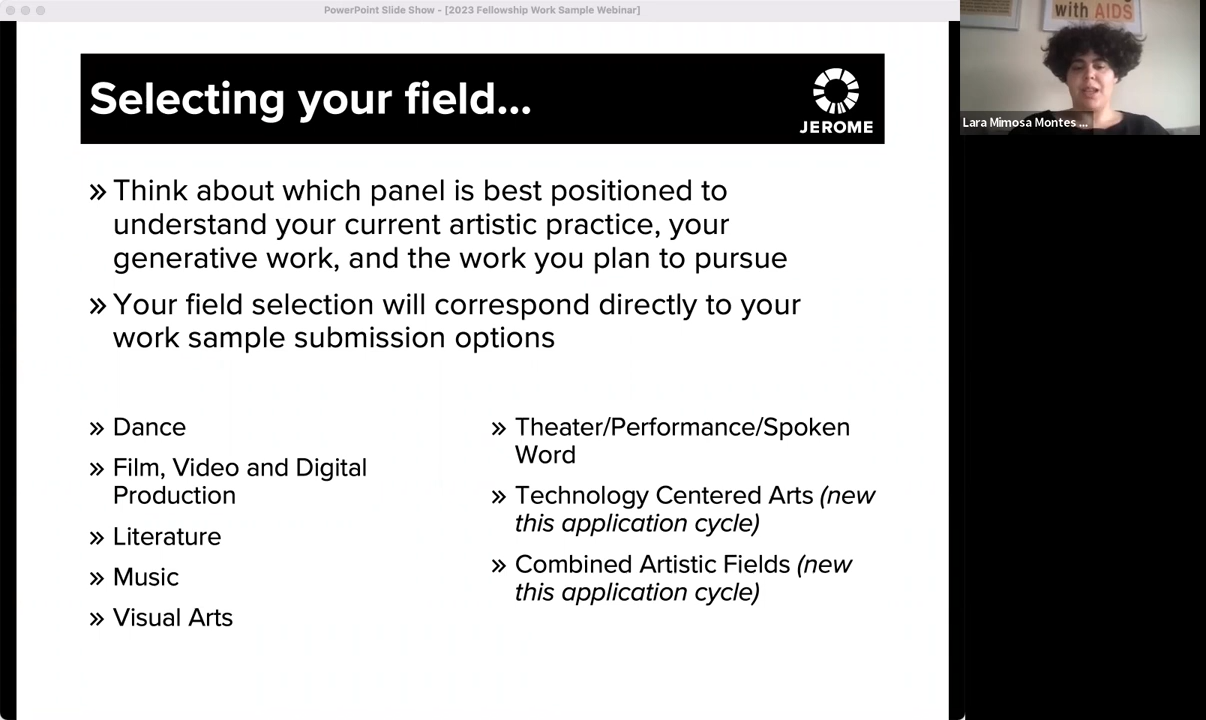 PowerPoint Slide Show - [2023 Fellowship Work Sample Webinar]
with AIDS
Lara Mimosa Montes ...
Selecting your field...
JEROME
» Think about which panel is best positioned to
understand your current artistic practice, your
generative work, and the work you plan to pursue
» Your field selection will correspond directly to your
work sample submission options
» Dance
» Film, Video and Digital
Production
» Literature
» Music
» Visual Arts
» Theater/Performance/Spoken
Word
» Technology Centered Arts (new
this application cycle)
» Combined Artistic Fields (new
this application cycle)